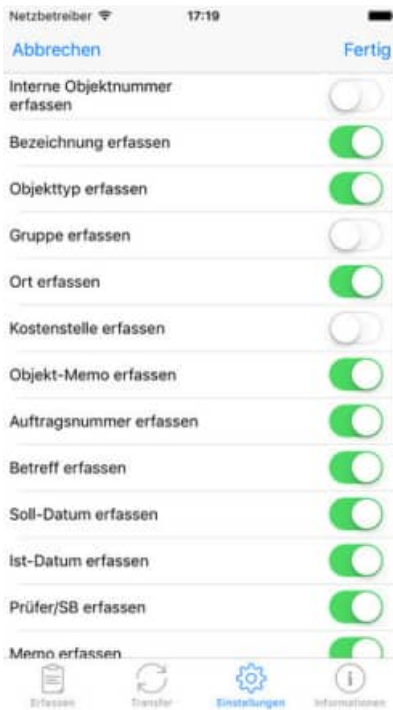 Netzbetreiber 17:19
Abbrechen Fertig
Interne Objektnummer
erfassen
Bezeichnung erfassen
Objekttyp erfassen
Gruppe erfassen
Ort erfassen
Kostenstelle erfassen
Objekt-Memo erfassen
Auftragsnummer erfassen
Betreff erfassen
Soll-Datum erfassen
Ist-Datum erfassen
Prüfer/SB erfassen
Memo erfassen
Erfassen Transfer Einstellungen Informationen